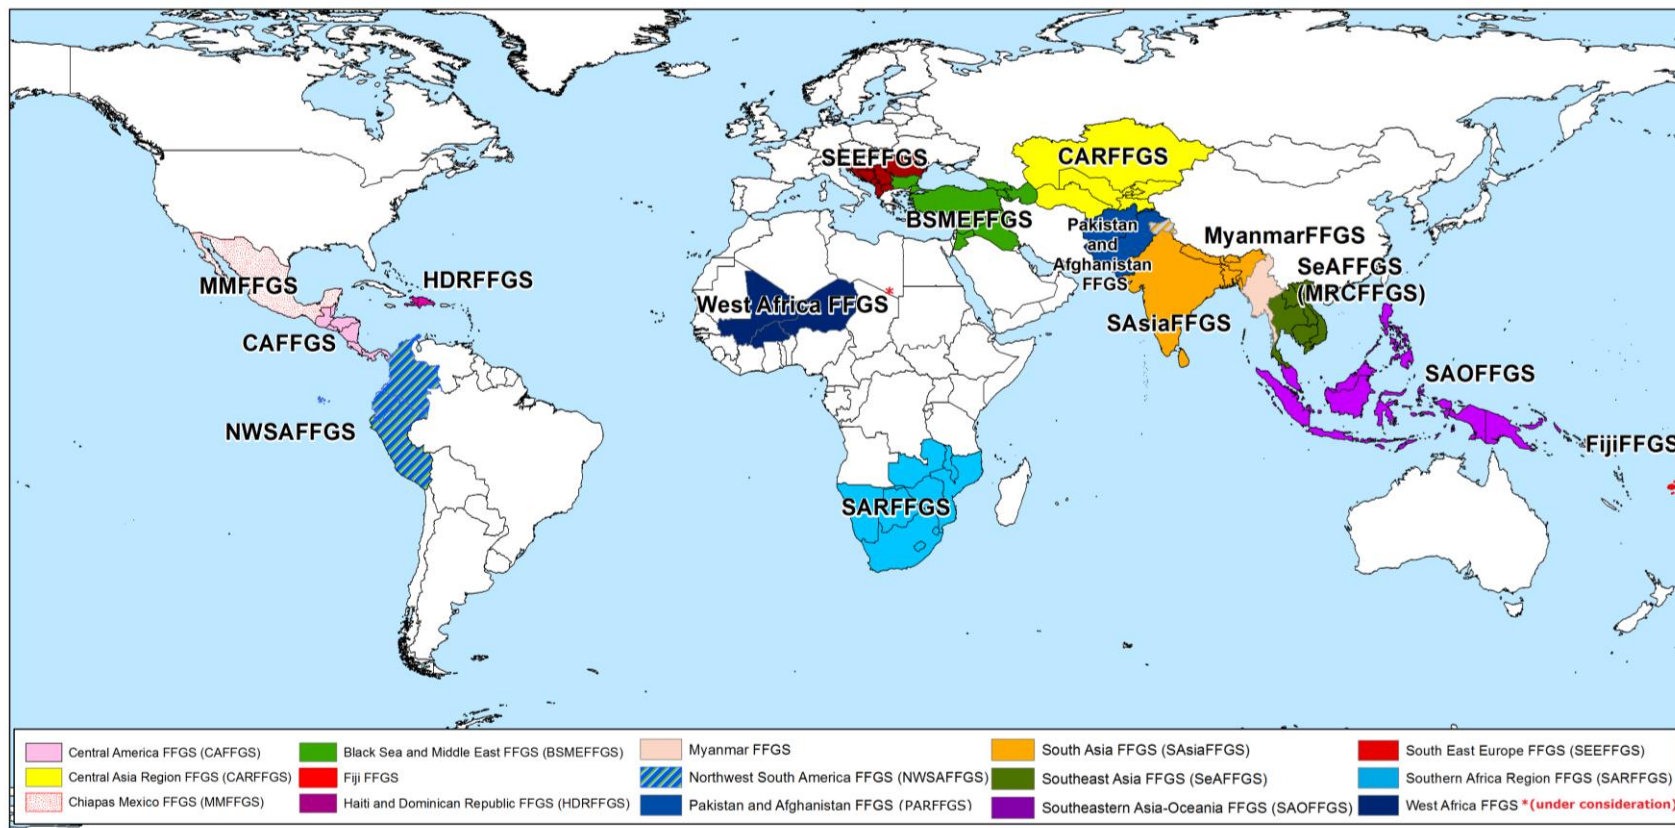 SEEFFGS
CARFFGS
BSMEFFGS
Pakistan
and
Afghanistan
FFGS
MyanmarFFGS
SeAFFGS
(MRCFFGS)
MMFFGS
HDRFFGS
West Africa FFGS *
SAsiaFFGS
CAFFGS
SAOFFGS
NWSAFFGS
FijiFFGS
SARFFGS
Central America FFGS (CAFFGS)
Central Asia Region FFGS (CARFFGS)
Chiapas Mexico FFGS (MMFFGS)
Black Sea and Middle East FFGS (BSMEFFGS)
Fiji FFGS
Haiti and Dominican Republic FFGS (HDRFFGS)
Myanmar FFGS
Northwest South America FFGS (NWSAFFGS)
Pakistan and Afghanistan FFGS (PARFFGS)
South Asia FFGS (SAsiaFFGS)
Southeast Asia FFGS (SeAFFGS)
Southeastern Asia-Oceania FFGS (SAOFFGS)
South East Europe FFGS (SEEFFGS)
Southern Africa Region FFGS (SARFFGS)
West Africa FFGS *(under consideration)